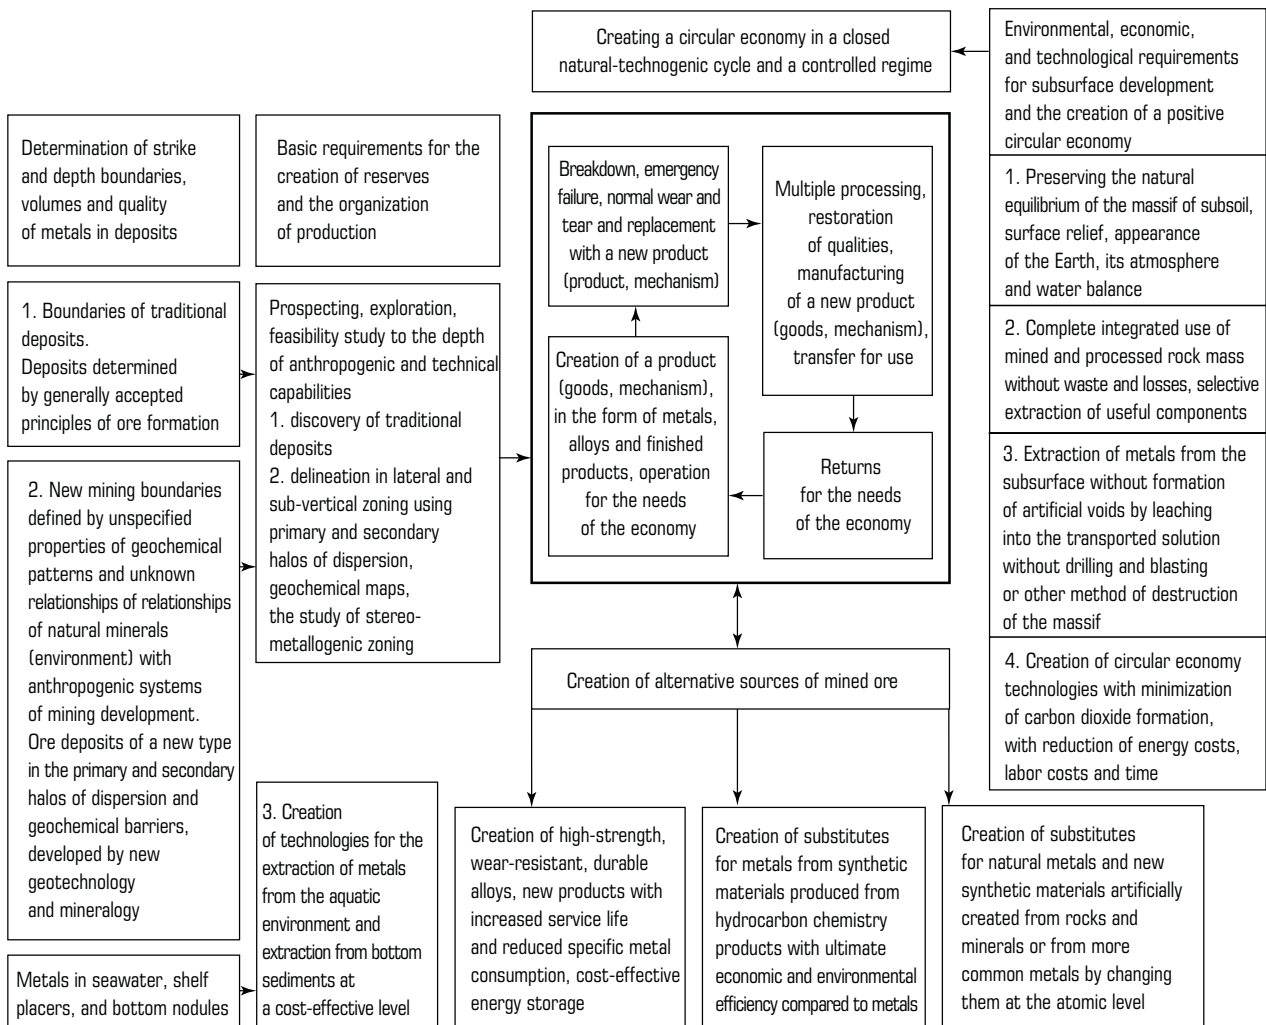 Creating a circular economy in a closed
natural-technogenic cycle and a controlled regime
Environmental, economic,
and technological requirements
for subsurface development
and the creation of a positive
circular economy
Determination of strike
and depth boundaries,
volumes and quality
of metals in deposits
Basic requirements for the
creation of reserves
and the organization
of production
Breakdown, emergency
failure, normal wear and
tear and replacement
with a new product
(product, mechanism)
Multiple processing,
restoration
of qualities,
manufacturing
of a new product
(goods, mechanism),
transfer for use
1. Preserving the natural
equilibrium of the massif of subsoil,
surface relief, appearance
of the Earth, its atmosphere
and water balance
1. Boundaries of traditional
deposits.
Deposits determined
by generally accepted
principles of ore formation
Prospecting, exploration,
feasibility study to the depth
of anthropogenic and technical
capabilities
1. discovery of traditional
deposits
2. delineation in lateral and
sub-vertical zoning using
primary and secondary
halos of dispersion,
geochemical maps,
the study of stereo-
metallogenic zoning
Creation of a product
(goods, mechanism),
in the form of metals,
alloys and finished
products, operation
for the needs
of the economy
Returns
for the needs
of the economy
2. Complete integrated use of
mined and processed rock mass
without waste and losses, selective
extraction of useful components
3. Extraction of metals from the
subsurface without formation
of artificial voids by leaching
into the transported solution
without drilling and blasting
or other method of destruction
of the massif
2. New mining boundaries
defined by unspecified
properties of geochemical
patterns and unknown
relationships of relationships
of natural minerals
(environment) with
anthropogenic systems
of mining development.
Ore deposits of a new type
in the primary and secondary
halos of dispersion and
geochemical barriers,
developed by new
geotechnology
and mineralogy
Creation of alternative sources of mined ore
4. Creation of circular economy
technologies with minimization
of carbon dioxide formation,
with reduction of energy costs,
labor costs and time
3. Creation
of technologies for the
extraction of metals
from the aquatic
environment and
extraction from bottom
sediments at
a cost-effective level
Creation of high-strength,
wear-resistant, durable
alloys, new products with
increased service life
and reduced specific metal
consumption, cost-effective
energy storage
Creation of substitutes
for metals from synthetic
materials produced from
hydrocarbon chemistry
products with ultimate
economic and environmental
efficiency compared to metals
Creation of substitutes
for natural metals and new
synthetic materials artificially
created from rocks and
minerals or from more
common metals by changing
them at the atomic level
Metals in seawater, shelf
placers, and bottom nodules